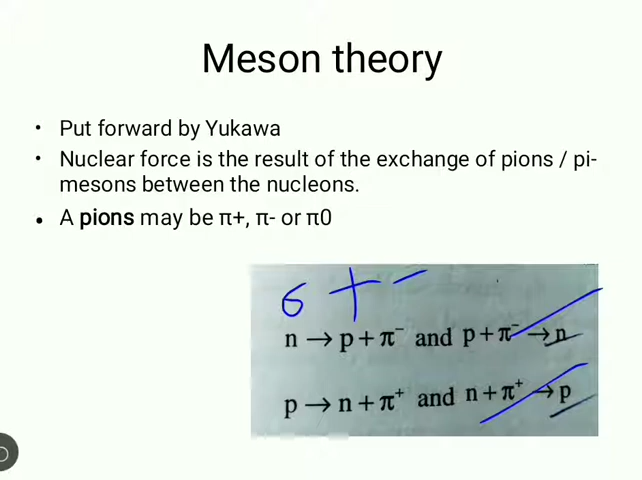 Meson theory
• Put forward by Yukawa
• Nuclear force is the result of the exchange of pions / pi-
mesons between the nucleons.
• A pions may be π+, π- or π0
n → p + π⁻ and p + π⁻ → n
p → n + π⁺ and n + π⁺ → p